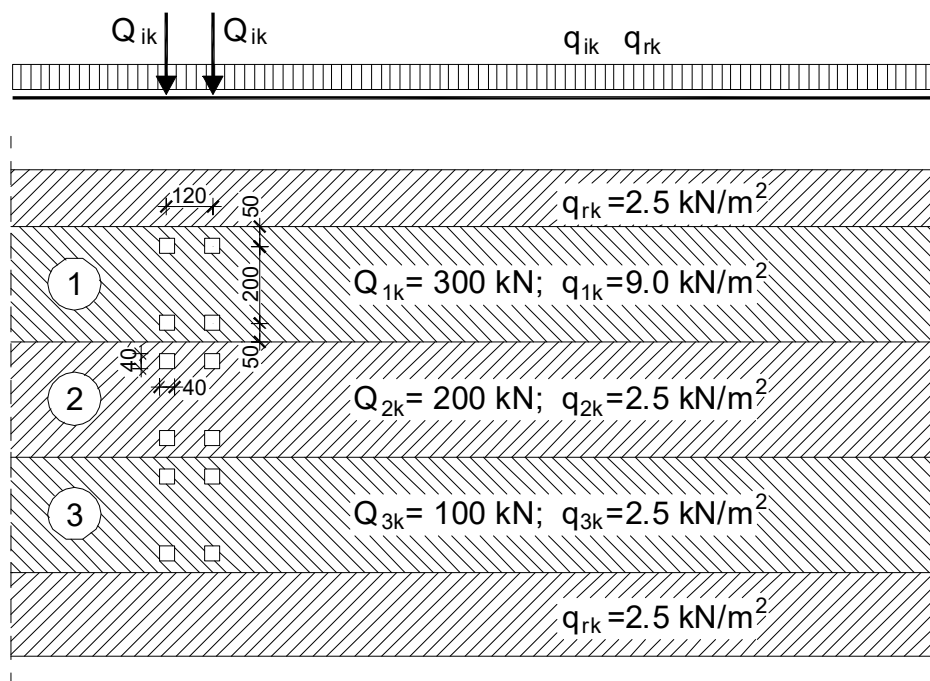 Q ik Q ik
q ik q rk
120
50
q rk =2.5 kN/m²
1
200
Q 1k = 300 kN; q 1k =9.0 kN/m²
50
40
40
2
Q 2k = 200 kN; q 2k =2.5 kN/m²
3
Q 3k = 100 kN; q 3k =2.5 kN/m²
q rk =2.5 kN/m²